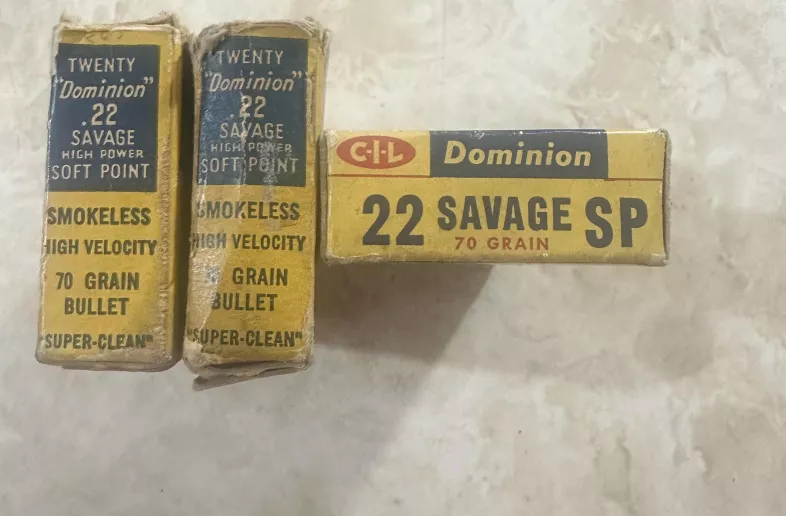 TWENTY
"Dominion"
.22
SAVAGE
HIGH POWER
SOFT POINT
SMOKELESS
HIGH VELOCITY
70 GRAIN
BULLET
"SUPER-CLEAN"
TWENTY
"Dominion"
.22
SAVAGE
HIGH POWER
SOFT POINT
SMOKELESS
HIGH VELOCITY
GRAIN
BULLET
"SUPER-CLEAN"
C-I-L Dominion
22 SAVAGE SP
70 GRAIN